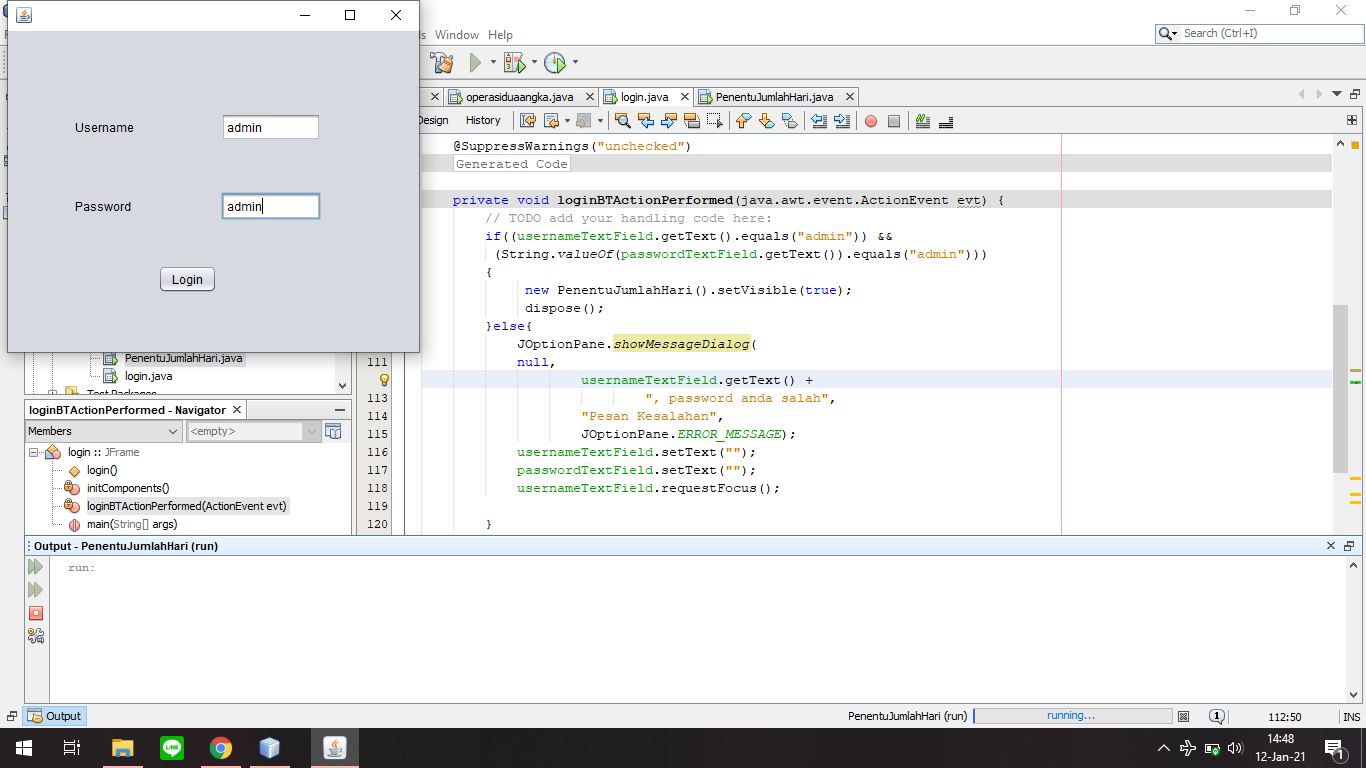 Window Help
Search (Ctrl+I)
Username
admin
Password
admin
Login
operasiduaangka.java
login.java
PenentuJumlahHari.java
Design
History
@SuppressWarnings("unchecked")
Generated Code
private void loginBTActionPerformed(java.awt.event.ActionEvent evt) {
// TODO add your handling code here:
if((usernameTextField.getText().equals("admin")) &&
(String.valueOf(passwordTextField.getText()).equals("admin")))
{
new PenentuJumlahHari().setVisible(true);
dispose();
}else{
JOptionPane.showMessageDialog(
111 null,
usernameTextField.getText() +
113 ", password anda salah",
114 "Pesan Kesalahan",
115 JOptionPane.ERROR_MESSAGE);
116 usernameTextField.setText("");
117 passwordTextField.setText("");
118 usernameTextField.requestFocus();
119
120 }
PenentuJumlahHari.java
login.java
Test Packages
loginBTActionPerformed - Navigator
Members
<empty>
login :: JFrame
login()
initComponents()
loginBTActionPerformed(ActionEvent evt)
main(String[] args)
Output - PenentuJumlahHari (run)
run:
Output
PenentuJumlahHari (run)
running...
1
112:50
INS
LINE
14:48
12-Jan-21
1